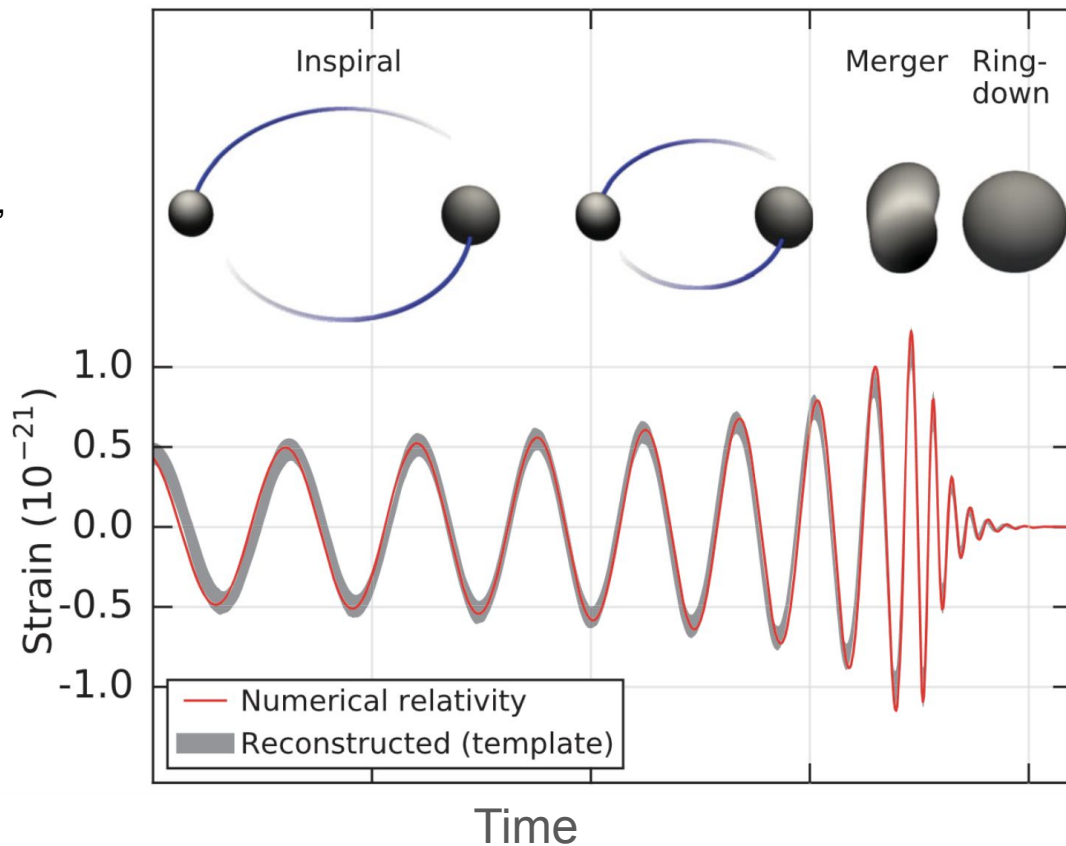 Inspiral
Merger Ring-
down
,
1.0
0.5
0.0
-0.5
-1.0
Strain (10⁻²¹)
Numerical relativity
Reconstructed (template)
Time